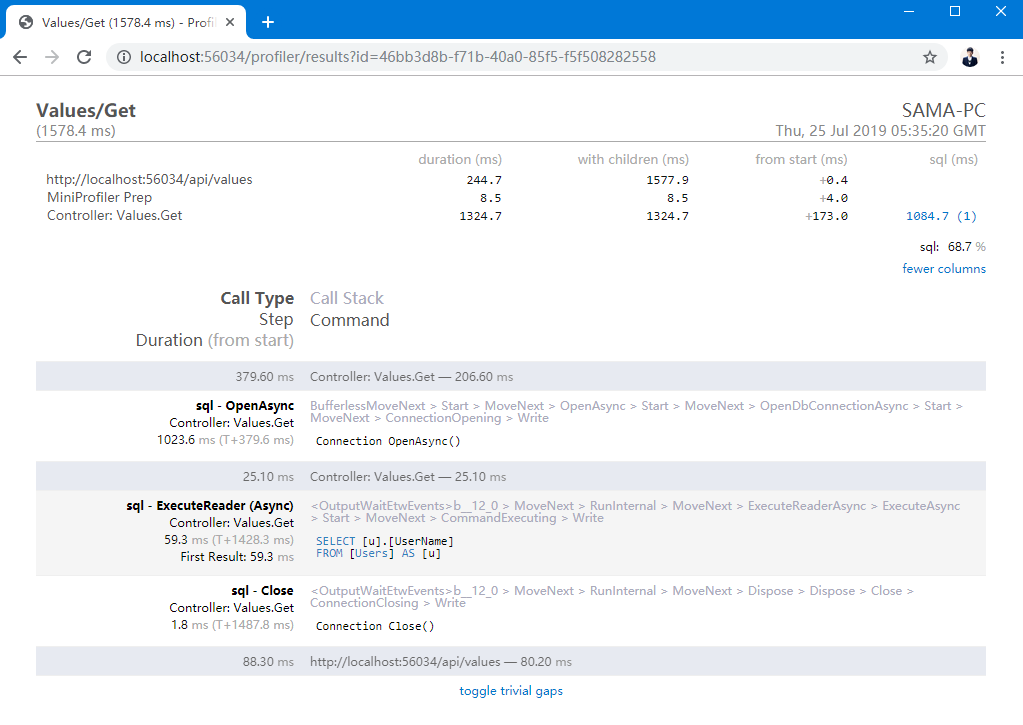 Values/Get (1578.4 ms) - Profil
localhost:56034/profiler/results?id=46bb3d8b-f71b-40a0-85f5-f5f508282558
Values/Get SAMA-PC
(1578.4 ms) Thu, 25 Jul 2019 05:35:20 GMT
duration (ms) with children (ms) from start (ms) sql (ms)
http://localhost:56034/api/values 244.7 1577.9 +0.4
MiniProfiler Prep 8.5 8.5 +4.0
Controller: Values.Get 1324.7 1324.7 +173.0 1084.7 (1)
sql: 68.7 %
fewer columns
Call Type Call Stack
Step Command
Duration (from start)
379.60 ms Controller: Values.Get — 206.60 ms
sql - OpenAsync BufferlessMoveNext > Start > MoveNext > OpenAsync > Start > MoveNext > OpenDbConnectionAsync > Start >
Controller: Values.Get MoveNext > ConnectionOpening > Write
1023.6 ms (T+379.6 ms) Connection OpenAsync()
25.10 ms Controller: Values.Get — 25.10 ms
sql - ExecuteReader (Async) <OutputWaitEtwEvents>b__12_0 > MoveNext > RunInternal > MoveNext > ExecuteReaderAsync > ExecuteAsync
Controller: Values.Get > Start > MoveNext > CommandExecuting > Write
59.3 ms (T+1428.3 ms) SELECT [u].[UserName]
First Result: 59.3 ms FROM [Users] AS [u]
sql - Close <OutputWaitEtwEvents>b__12_0 > MoveNext > RunInternal > MoveNext > Dispose > Dispose > Close >
Controller: Values.Get ConnectionClosing > Write
1.8 ms (T+1487.8 ms) Connection Close()
88.30 ms http://localhost:56034/api/values — 80.20 ms
toggle trivial gaps